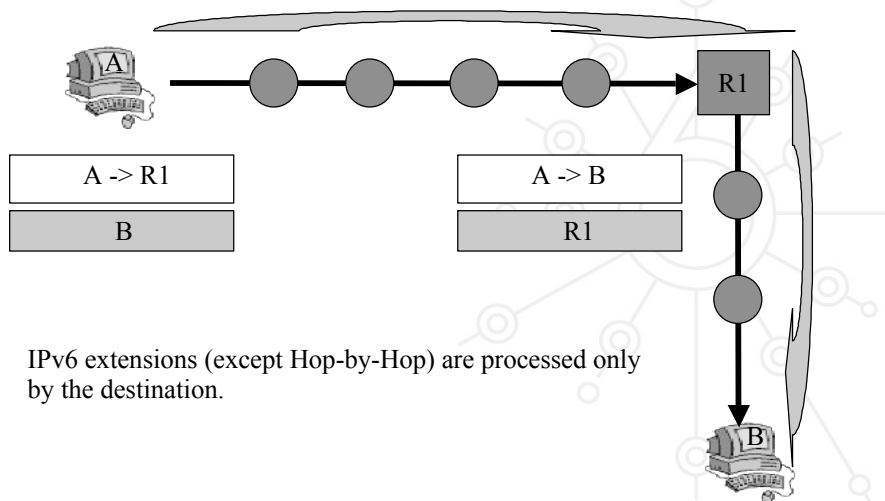 A
R1
A -> R1
A -> B
B
R1
IPv6 extensions (except Hop-by-Hop) are processed only
by the destination.
B